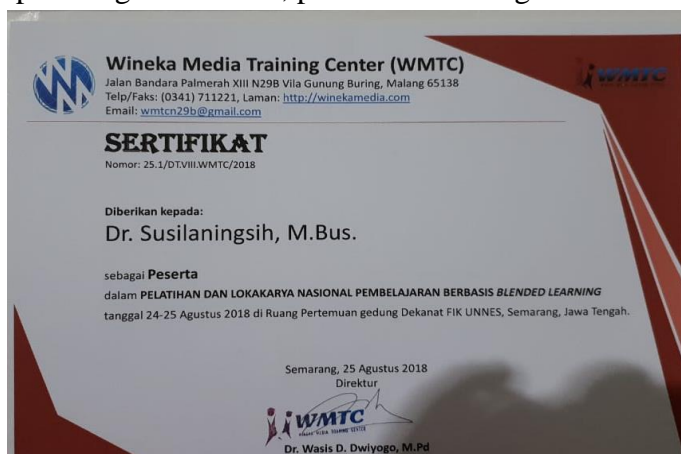 Wineka Media Training Center (WMTC)
Jalan Bandara Palmerah XIII N29B Vila Gunung Buring, Malang 65138
Telp/Faks: (0341) 711221, Laman: http://winekamedia.com
Email: wmtcn29b@gmail.com
WMTC
SERTIFIKAT
Nomor: 25.1/DT.VIII.WMTC/2018
Diberikan kepada:
Dr. Susilaningsih, M.Bus.
sebagai Peserta
dalam PELATIHAN DAN LOKAKARYA NASIONAL PEMBELAJARAN BERBASIS BLENDED LEARNING
tanggal 24-25 Agustus 2018 di Ruang Pertemuan gedung Dekanat FIK UNNES, Semarang, Jawa Tengah.
Semarang, 25 Agustus 2018
Direktur
WMTC
WINEKA MEDIA TRAINING CENTER
Dr. Wasis D. Dwiyogo, M.Pd